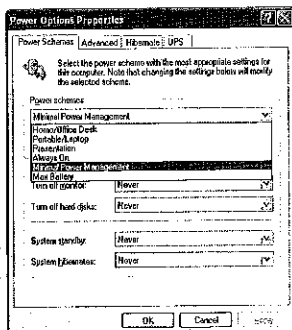 Power Options Properties
Power Schemes Advanced Hibernate UPS
Select the power scheme with the most appropriate settings for
this computer. Note that changing the settings below will modify
the selected scheme.
Power schemes
Minimal Power Management
Home/Office Desk
Portable/Laptop
Presentation
Always On
Minimal Power Management
Max Battery
Turn off monitor: Never
Turn off hard disks: Never
System standby: Never
System hibernates: Never
OK Cancel Apply